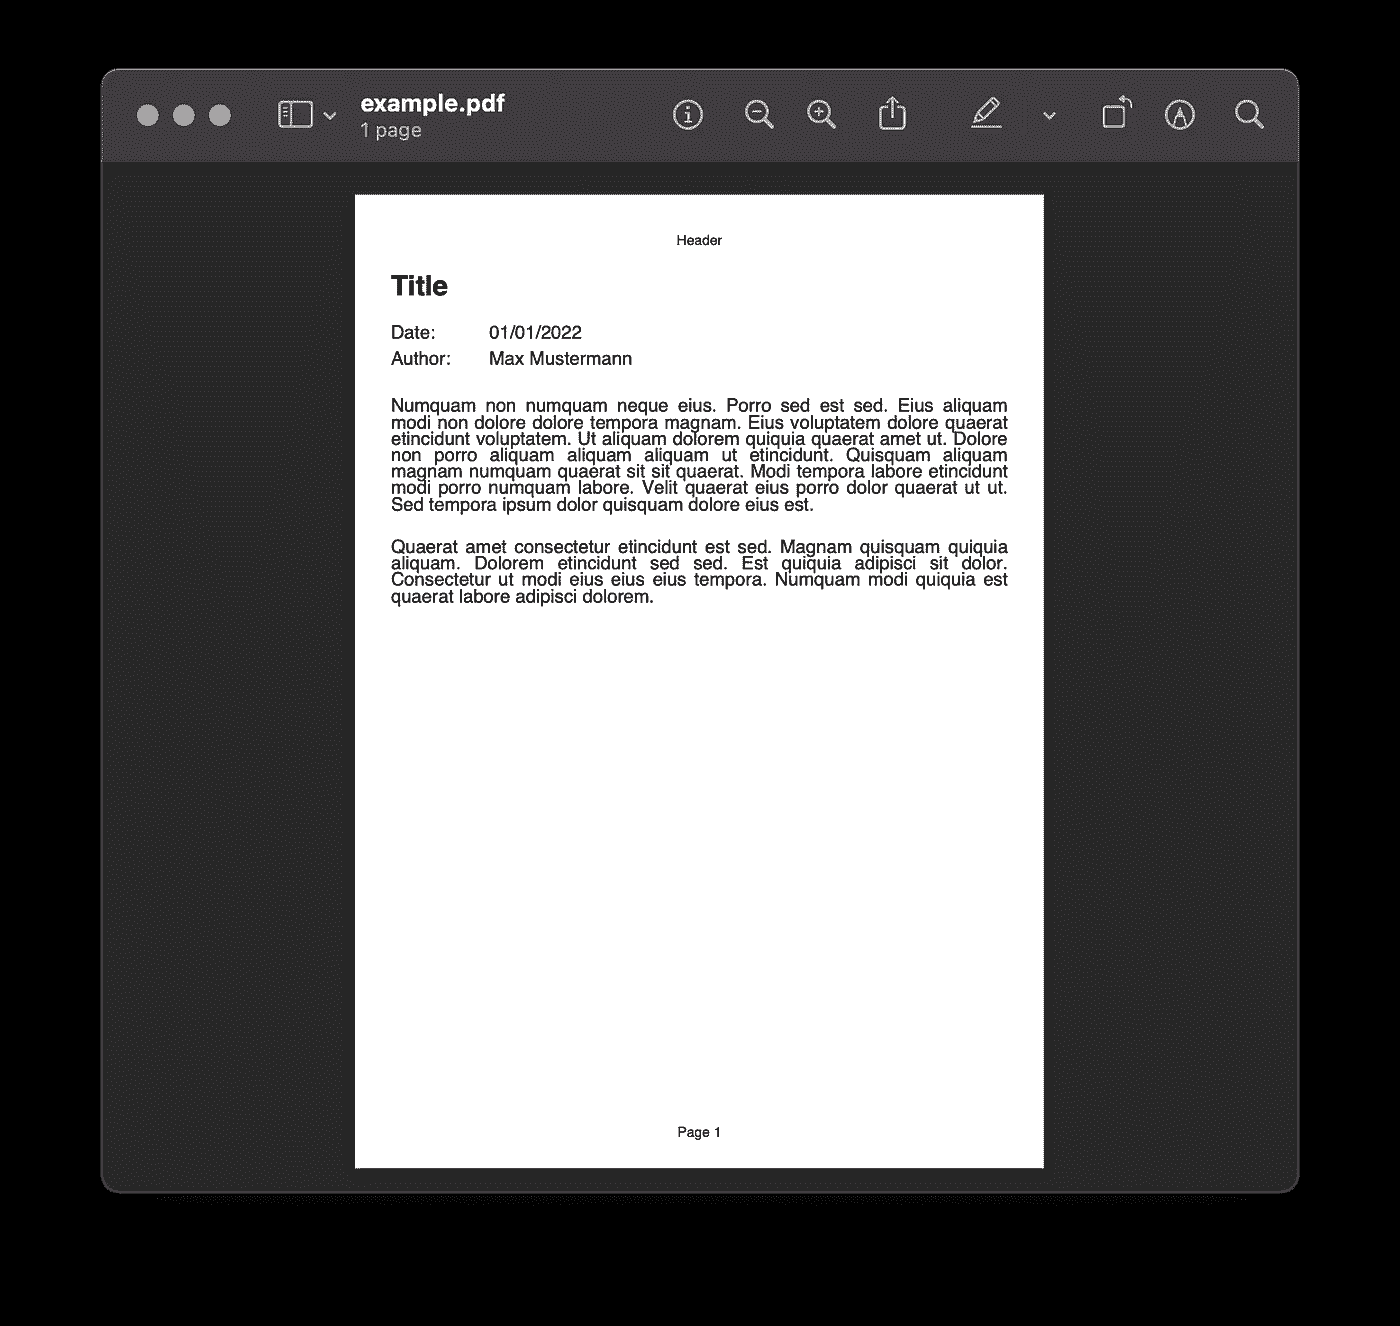 example.pdf
1 page
Header
Title
Date: 01/01/2022
Author: Max Mustermann
Numquam non numquam neque eius. Porro sed est sed. Eius aliquam
modi non dolore dolore tempora magnam. Eius voluptatem dolore quaerat
etincidunt voluptatem. Ut aliquam dolorem quiquia quaerat amet ut. Dolore
non porro aliquam aliquam aliquam ut etincidunt. Quisquam aliquam
magnam numquam quaerat sit sit quaerat. Modi tempora labore etincidunt
modi porro numquam labore. Velit quaerat eius porro dolor quaerat ut ut.
Sed tempora ipsum dolor quisquam dolore eius est.
Quaerat amet consectetur etincidunt est sed. Magnam quisquam quiquia
aliquam. Dolorem etincidunt sed sed. Est quiquia adipisci sit dolor.
Consectetur ut modi eius eius eius tempora. Numquam modi quiquia est
quaerat labore adipisci dolorem.
Page 1